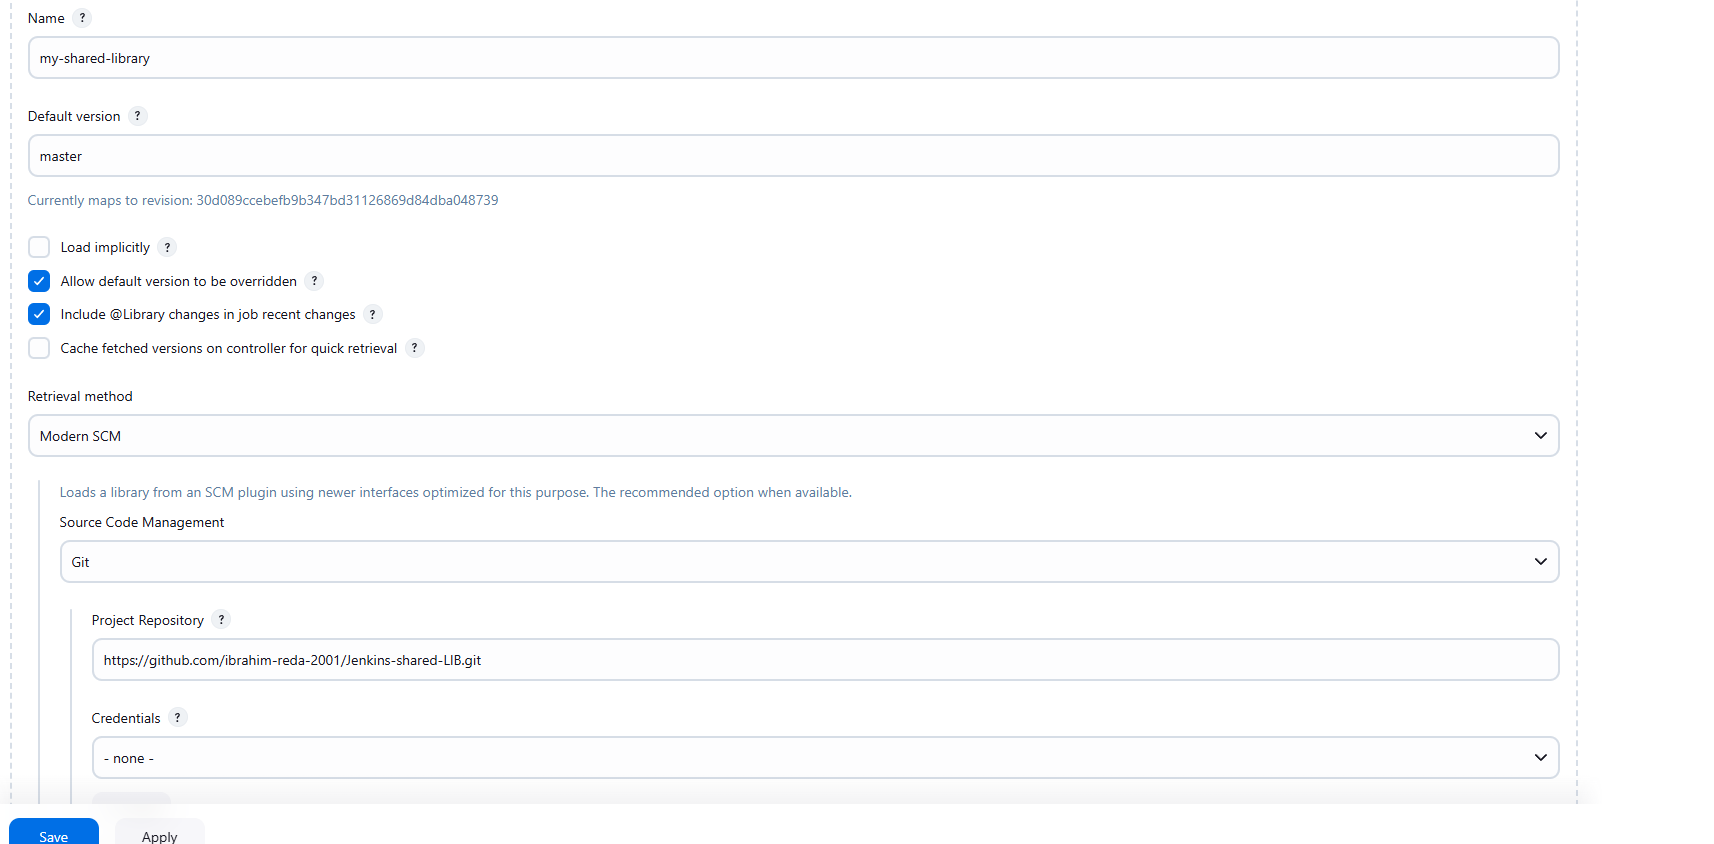 Name ?
my-shared-library
Default version ?
master
Currently maps to revision: 30d089ccebefb9b347bd31126869d84dba048739
Load implicitly ?
Allow default version to be overridden ?
Include @Library changes in job recent changes ?
Cache fetched versions on controller for quick retrieval ?
Retrieval method
Modern SCM
Loads a library from an SCM plugin using newer interfaces optimized for this purpose. The recommended option when available.
Source Code Management
Git
Project Repository ?
https://github.com/ibrahim-reda-2001/Jenkins-shared-LIB.git
Credentials ?
- none -
Save Apply